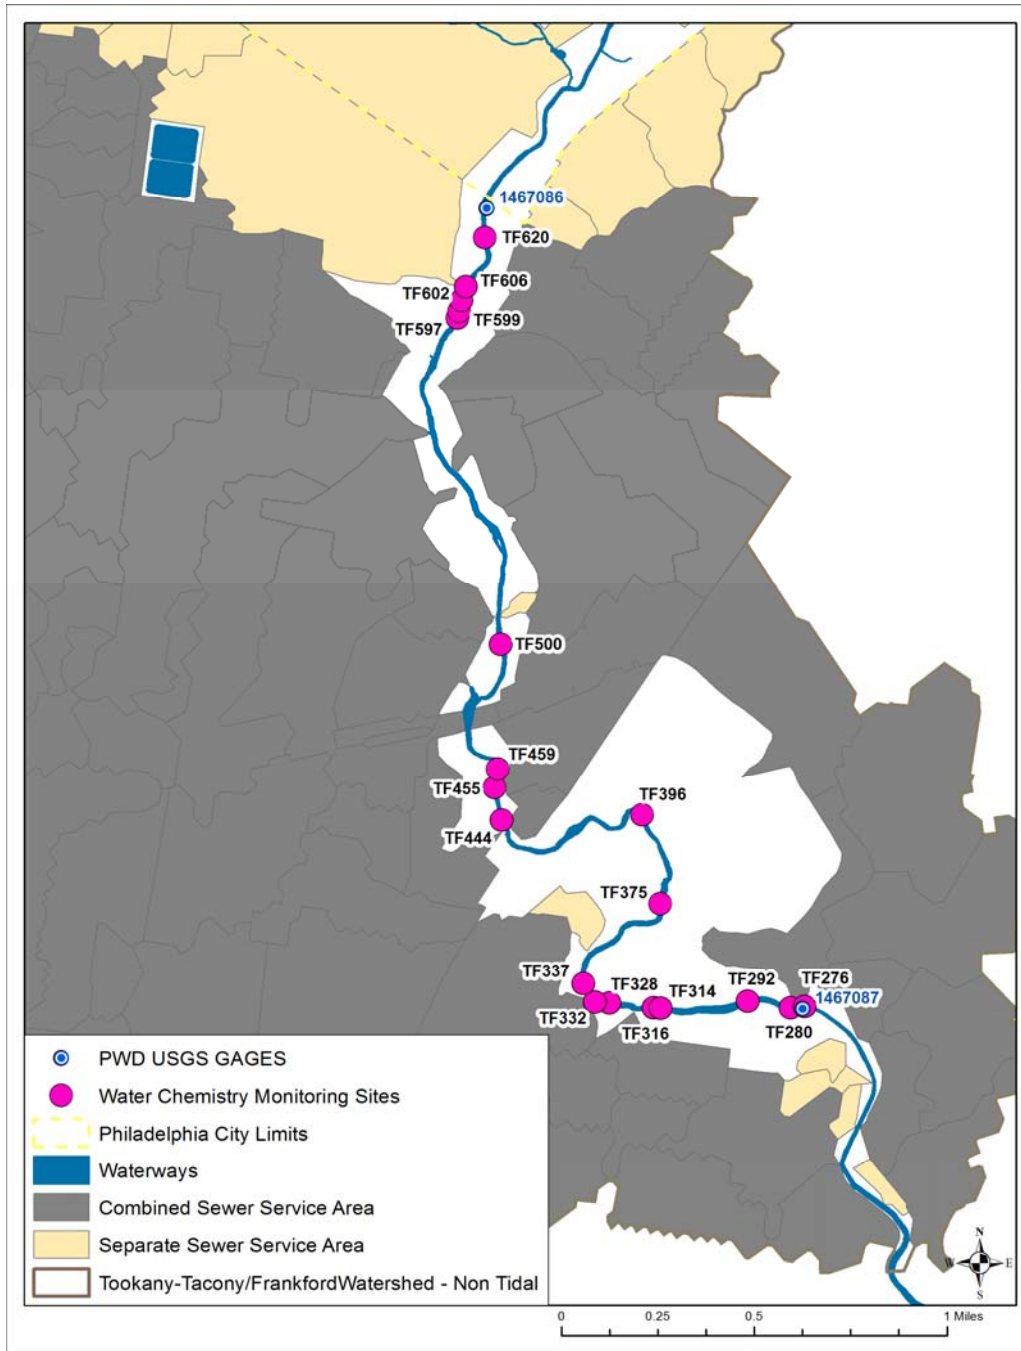 1467086
TF620
TF606
TF602
TF599
TF597
TF500
TF459
TF455
TF444
TF396
TF375
TF337
TF328
TF332
TF316
TF314
TF292
TF276
1467087
TF280
PWD USGS GAGES
Water Chemistry Monitoring Sites
Philadelphia City Limits
Waterways
Combined Sewer Service Area
Separate Sewer Service Area
Tookany-Tacony/FrankfordWatershed - Non Tidal
N
W
E
S
0 0.25 0.5 1 Miles